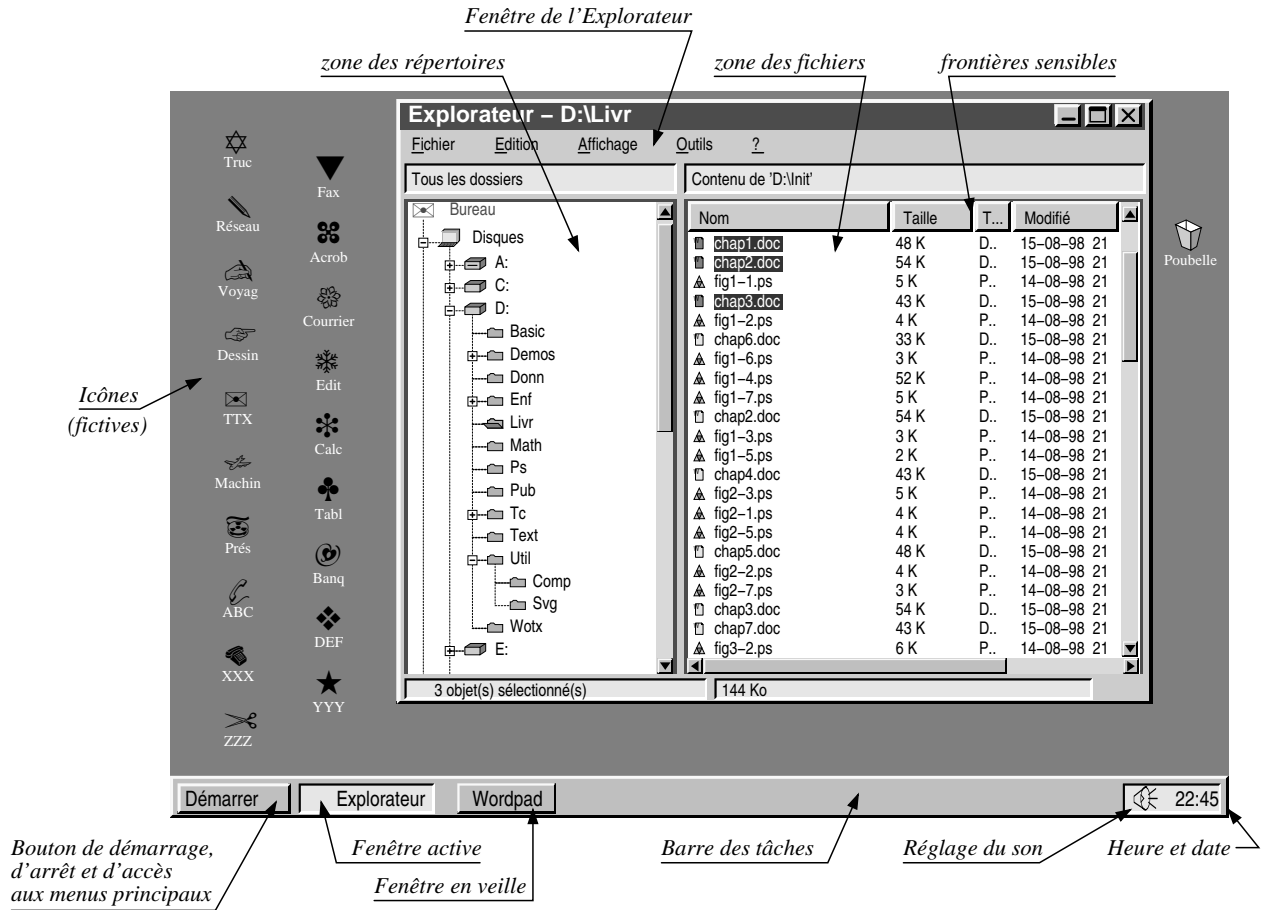 Fenêtre de l’Explorateur
zone des répertoires
zone des fichiers
frontières sensibles
Explorateur – D:\Livr
Fichier Edition Affichage Outils ?
Tous les dossiers
Contenu de ’D:\Init’
Truc
Réseau
Voyag
Dessin
TTX
Machin
Prés
ABC
XXX
ZZZ
Fax
Acrob
Courrier
Edit
Calc
Tabl
Banq
DEF
YYY
Icônes
(fictives)
Bureau
Disques
A:
C:
D:
Basic
Demos
Donn
Enf
Livr
Math
Ps
Pub
Tc
Text
Util
Comp
Svg
Wotx
E:
Nom Taille T... Modifié
chap1.doc 48 K D.. 15–08–98 21
chap2.doc 54 K D.. 15–08–98 21
fig1–1.ps 5 K P.. 14–08–98 21
chap3.doc 43 K D.. 15–08–98 21
fig1–2.ps 4 K P.. 14–08–98 21
chap6.doc 33 K D.. 15–08–98 21
fig1–6.ps 3 K P.. 14–08–98 21
fig1–4.ps 52 K P.. 14–08–98 21
fig1–7.ps 5 K P.. 14–08–98 21
chap2.doc 54 K D.. 15–08–98 21
fig1–3.ps 3 K P.. 14–08–98 21
fig1–5.ps 2 K P.. 14–08–98 21
chap4.doc 43 K D.. 15–08–98 21
fig2–3.ps 5 K P.. 14–08–98 21
fig2–1.ps 4 K P.. 14–08–98 21
fig2–5.ps 4 K P.. 14–08–98 21
chap5.doc 48 K D.. 15–08–98 21
fig2–2.ps 4 K P.. 14–08–98 21
fig2–7.ps 3 K P.. 14–08–98 21
chap3.doc 54 K D.. 15–08–98 21
chap7.doc 43 K D.. 15–08–98 21
fig3–2.ps 6 K P.. 14–08–98 21
3 objet(s) sélectionné(s)
144 Ko
Poubelle
Démarrer
Explorateur
Wordpad
22:45
Bouton de démarrage,
d’arrêt et d’accès
aux menus principaux
Fenêtre active
Fenêtre en veille
Barre des tâches
Réglage du son
Heure et date